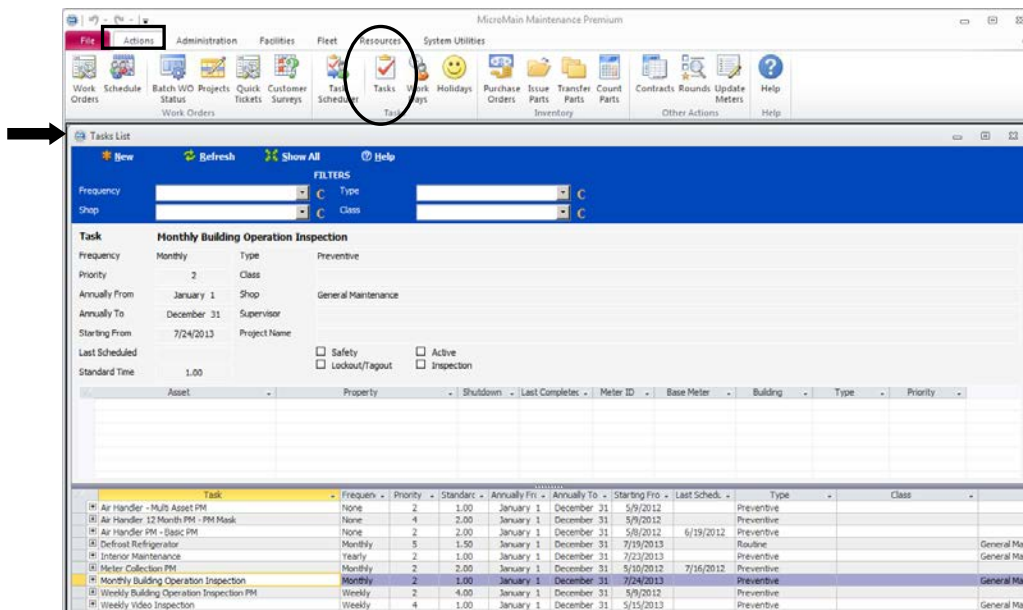 MicroMain Maintenance Premium
File Actions Administration Facilities Fleet Resources System Utilities
Work Orders Schedule Batch WO Status Projects Quick Tickets Customer Surveys Task Tasks Holidays Purchase Orders Issue Parts Transfer Parts Count Parts Contracts Rounds Update Meters Help
Work Orders Inventory Other Actions Help
Tasks List
New Refresh Show All Help
FILTERS
Frequency C Type C
Shop C Class C
Task Monthly Building Operation Inspection
Frequency Monthly Type Preventive
Priority 2 Class
Annually From January 1 Shop General Maintenance
Annually To December 31 Supervisor
Starting From 7/24/2013 Project Name
Last Scheduled Safety Active
Lockout/Tagout Inspection
Standard Time 1.00
Asset Property Shutdown Last Completec Meter ID Base Meter Building Type Priority
Task Frequen Priority Standarc Annually Fri Annually To Starting Fro Last Schedu Type Class
Air Handler - Multi Asset PM None 2 1.00 January 1 December 31 5/9/2012 Preventive
Air Handler 12 Month PM - PM Mask None 4 2.00 January 1 December 31 5/9/2012 Preventive
Air Handler PM - Basic PM None 2 2.00 January 1 December 31 5/8/2012 6/19/2012 Preventive
Defrost Refrigerator Monthly 5 1.50 January 1 December 31 7/19/2013 Routine General Ma
Interior Maintenance Yearly 2 1.00 January 1 December 31 7/23/2013 Preventive General Ma
Meter Collection PM Monthly 2 2.00 January 1 December 31 5/10/2012 7/16/2012 Preventive
Monthly Building Operation Inspection Monthly 2 1.00 January 1 December 31 7/24/2013 Preventive General Ma
Weekly Building Operation Inspection PM Weekly 2 4.00 January 1 December 31 5/9/2012 Preventive
Weekly Video Inspection Weekly 4 1.00 January 1 December 31 5/15/2013 Preventive General Ma